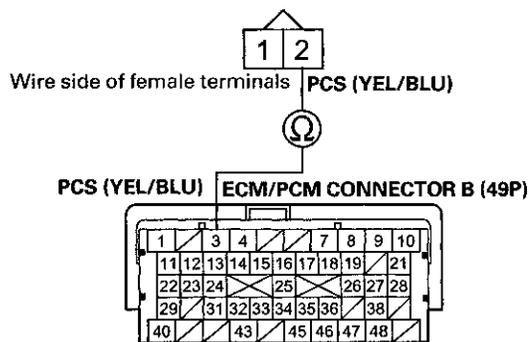 1 2
Wire side of female terminals PCS (YEL/BLU)
Ω
PCS (YEL/BLU) ECM/PCM CONNECTOR B (49P)
1 3 4 7 8 9 10
11 12 13 14 15 16 17 18 19 21
22 23 24 25 26 27 28
29 31 32 33 34 35 36 38
40 43 45 46 47 48